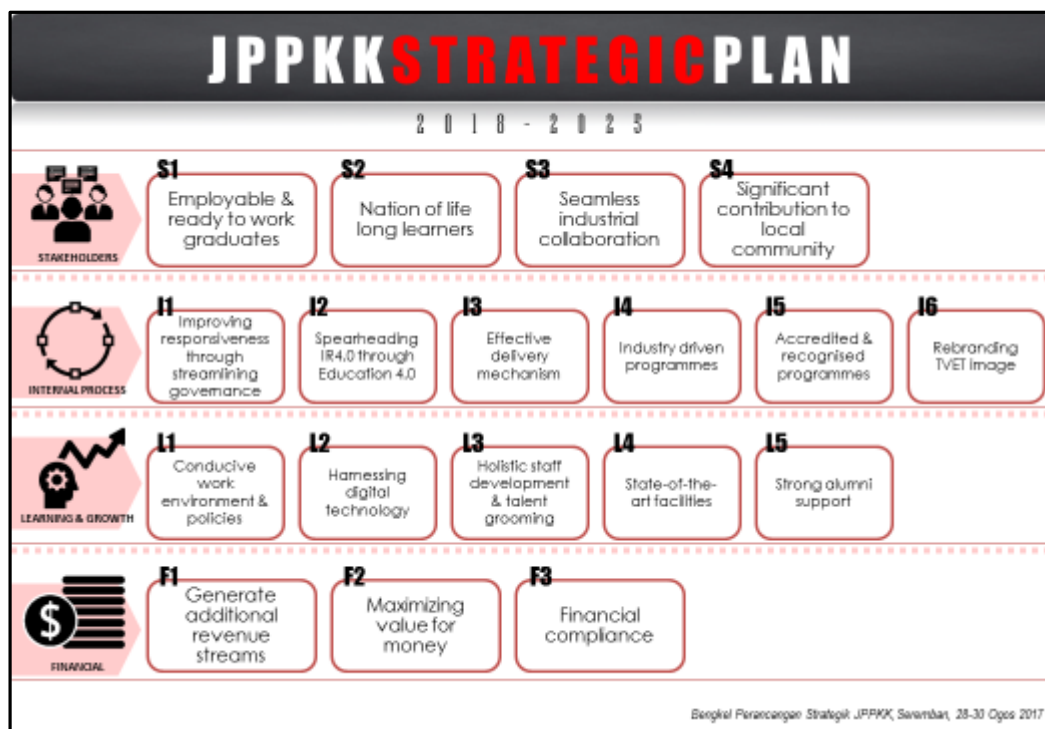 JPPKKSTRATEGICPLAN
2018-2025
S1
Employable &
ready to work
graduates
S2
Nation of life
long learners
S3
Seamless
industrial
collaboration
S4
Significant
contribution to
local
community
STAKEHOLDERS
I1
Improving
responsiveness
through
streamlining
governance
I2
Spearheading
IR4.0 through
Education 4.0
I3
Effective
delivery
mechanism
I4
Industry driven
programmes
I5
Accredited &
recognised
programmes
I6
Rebranding
TVET Image
INTERNAL PROCESS
L1
Conducive
work
environment &
policies
L2
Harnessing
digital
technology
L3
Holistic staff
development
& talent
grooming
L4
State-of-the-
art facilities
L5
Strong alumni
support
LEARNING & GROWTH
F1
Generate
additional
revenue
streams
F2
Maximizing
value for
money
F3
Financial
compliance
$
FINANCIAL
Bengkel Perancangan Strategik JPPKK, Seremban, 28-30 Ogos 2017